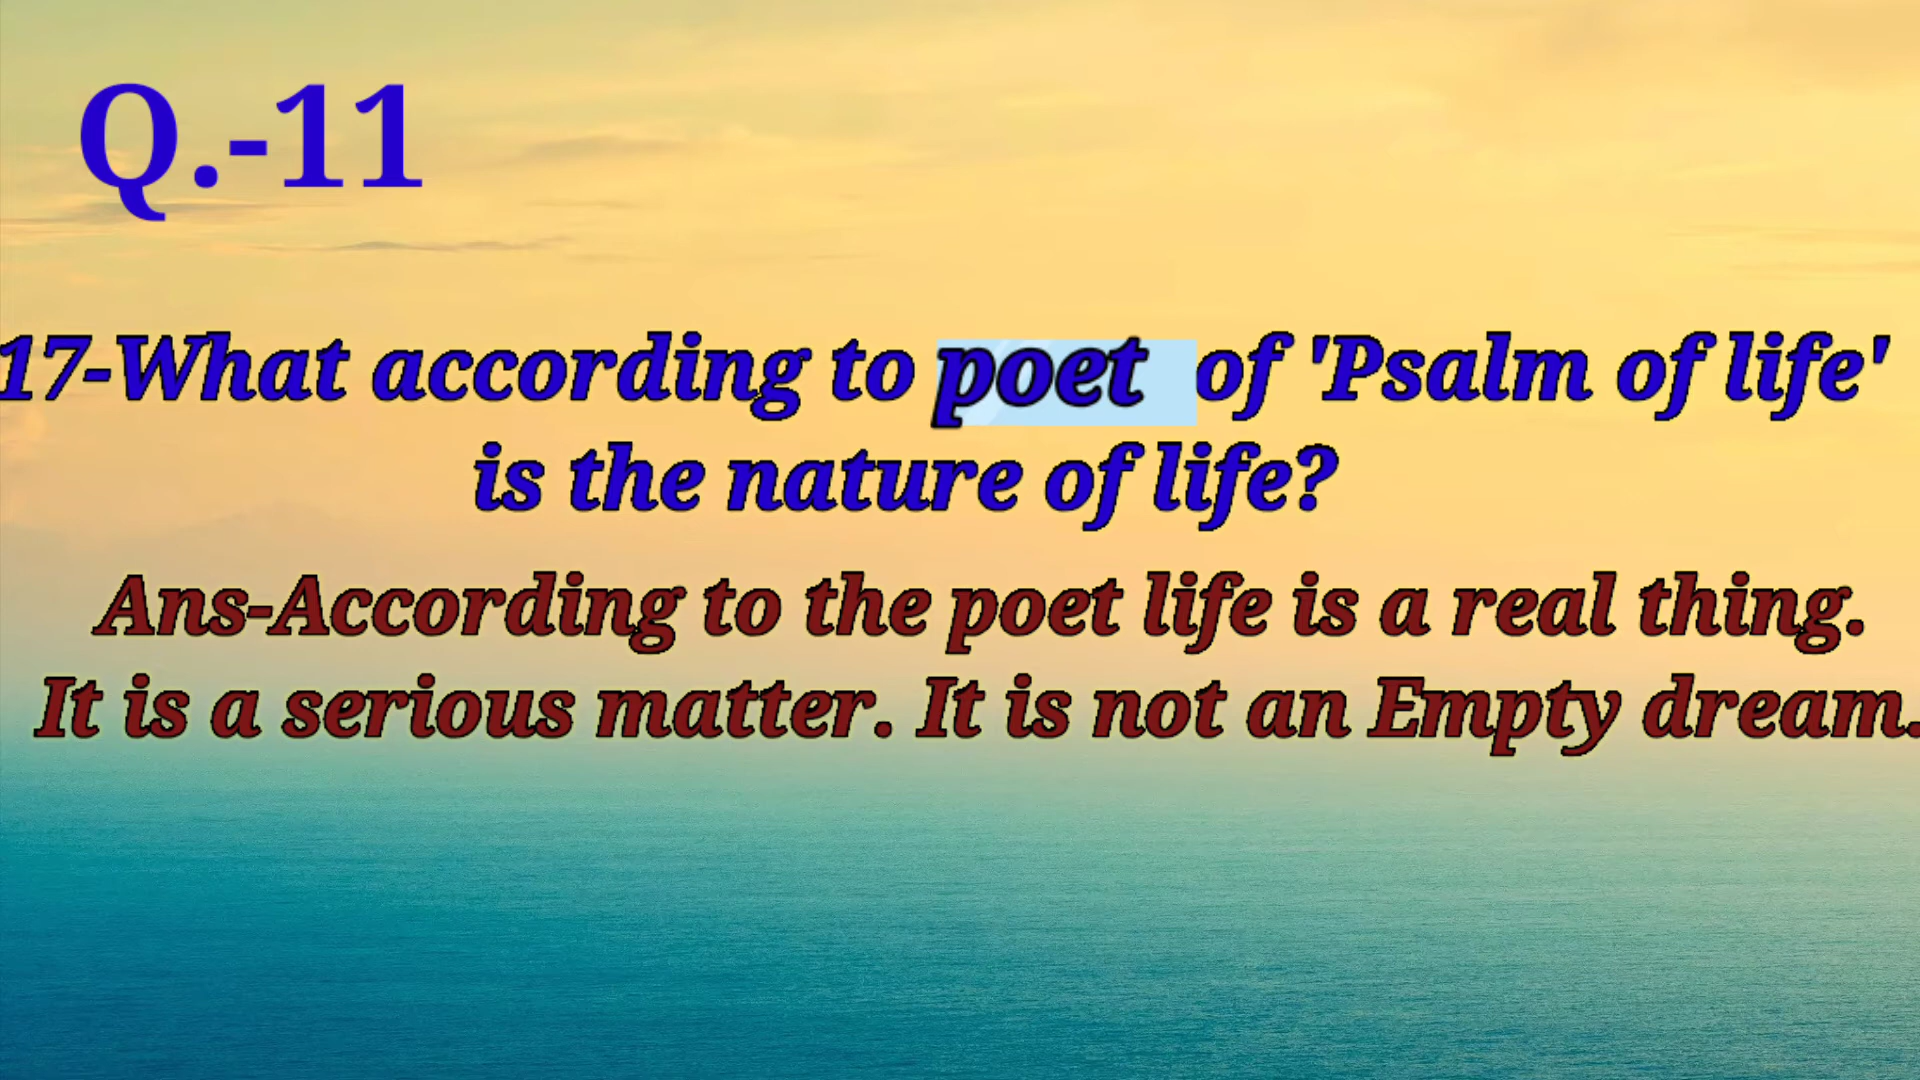 Q.-11
17-What according to poet of 'Psalm of life'
is the nature of life?
Ans-According to the poet life is a real thing.
It is a serious matter. It is not an Empty dream.